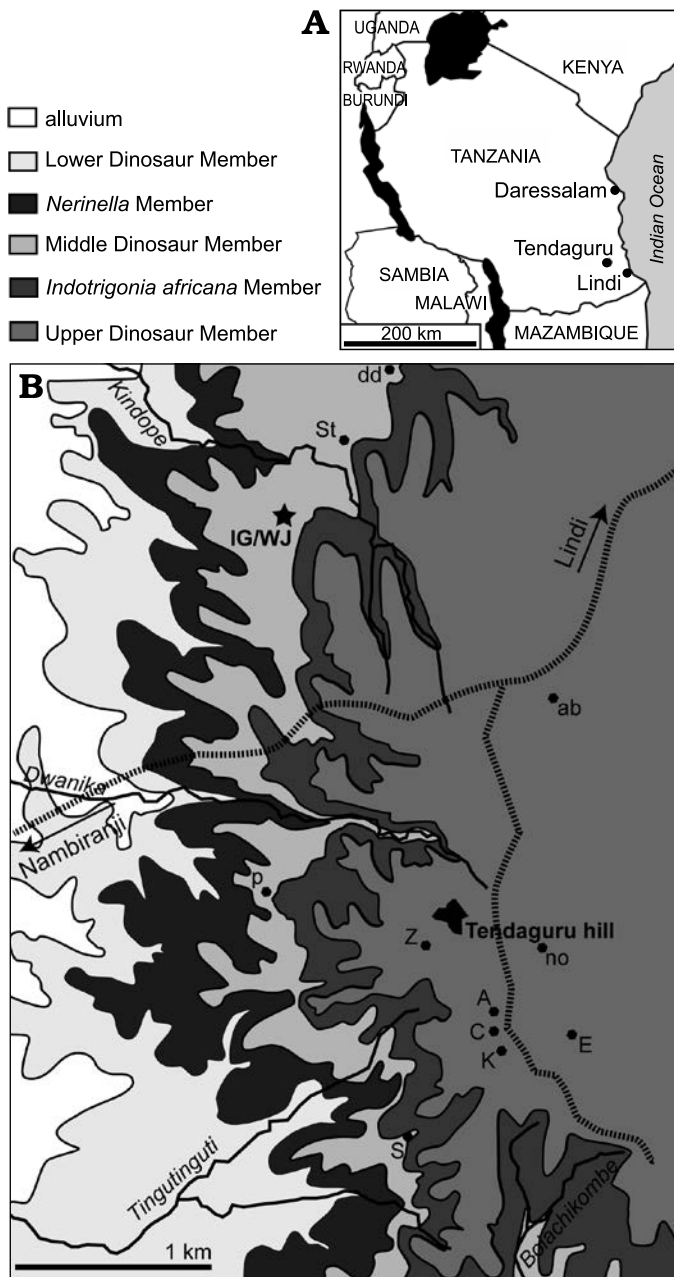 A
UGANDA
RWANDA
BURUNDI
KENYA
TANZANIA
Daressalam
Tendaguru
Lindi
Indian Ocean
SAMBIA
MALAWI
MAZAMBIQUE
200 km
alluvium
Lower Dinosaur Member
Nerinella Member
Middle Dinosaur Member
Indotrigonia africana Member
Upper Dinosaur Member
B
Kindope
dd
St
IG/WJ
Lindi
ab
Dwanika
Nambiranji
p
Tendaguru hill
Z
no
A
C
E
K
S
Tingutinguti
Bolachikombe
1 km